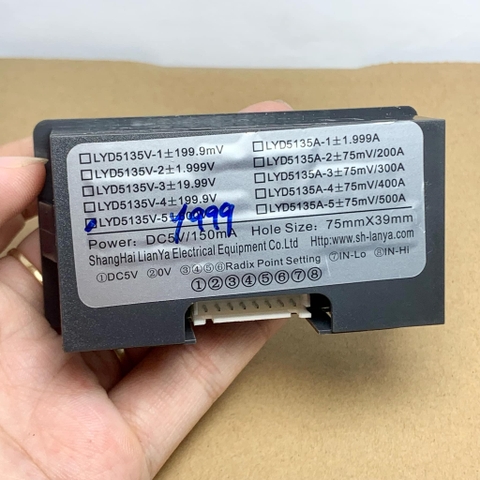 □LYD5135V-1±199.9mV
□LYD5135V-2±1.999V
□LYD5135V-3±19.99V
□LYD5135V-4±199.9V
LYD5135V-5± 1999
□LYD5135A-1±1.999A
□LYD5135A-2±75mV/200A
□LYD5135A-3±75mV/300A
□LYD5135A-4±75mV/400A
□LYD5135A-5±75mV/500A
Power: DC5V/150mA Hole Size: 75mmX39mm
ShangHai LianYa Electrical Equipment Co.Ltd Http:www.sh-lanya.com
①DC5V ②0V ③④⑤⑥Radix Point Setting ⑦IN-Lo ⑧IN-Hi
①②③④⑤⑥⑦⑧